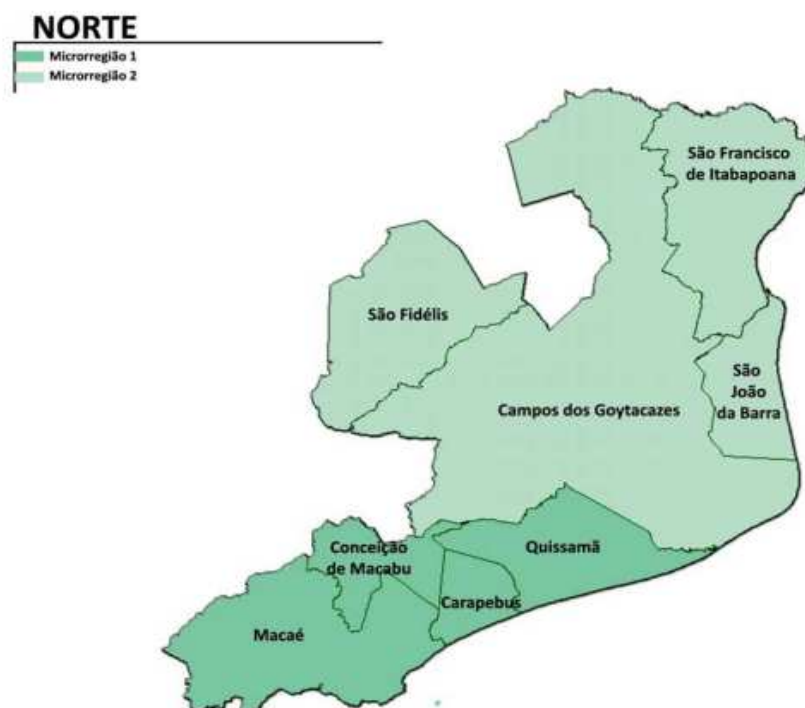 NORTE
Microrregião 1
Microrregião 2
São Francisco
de Itabapoana
São Fidélis
São
João
da Barra
Campos dos Goytacazes
Conceição
de Macabu
Quissamã
Carapebus
Macaé